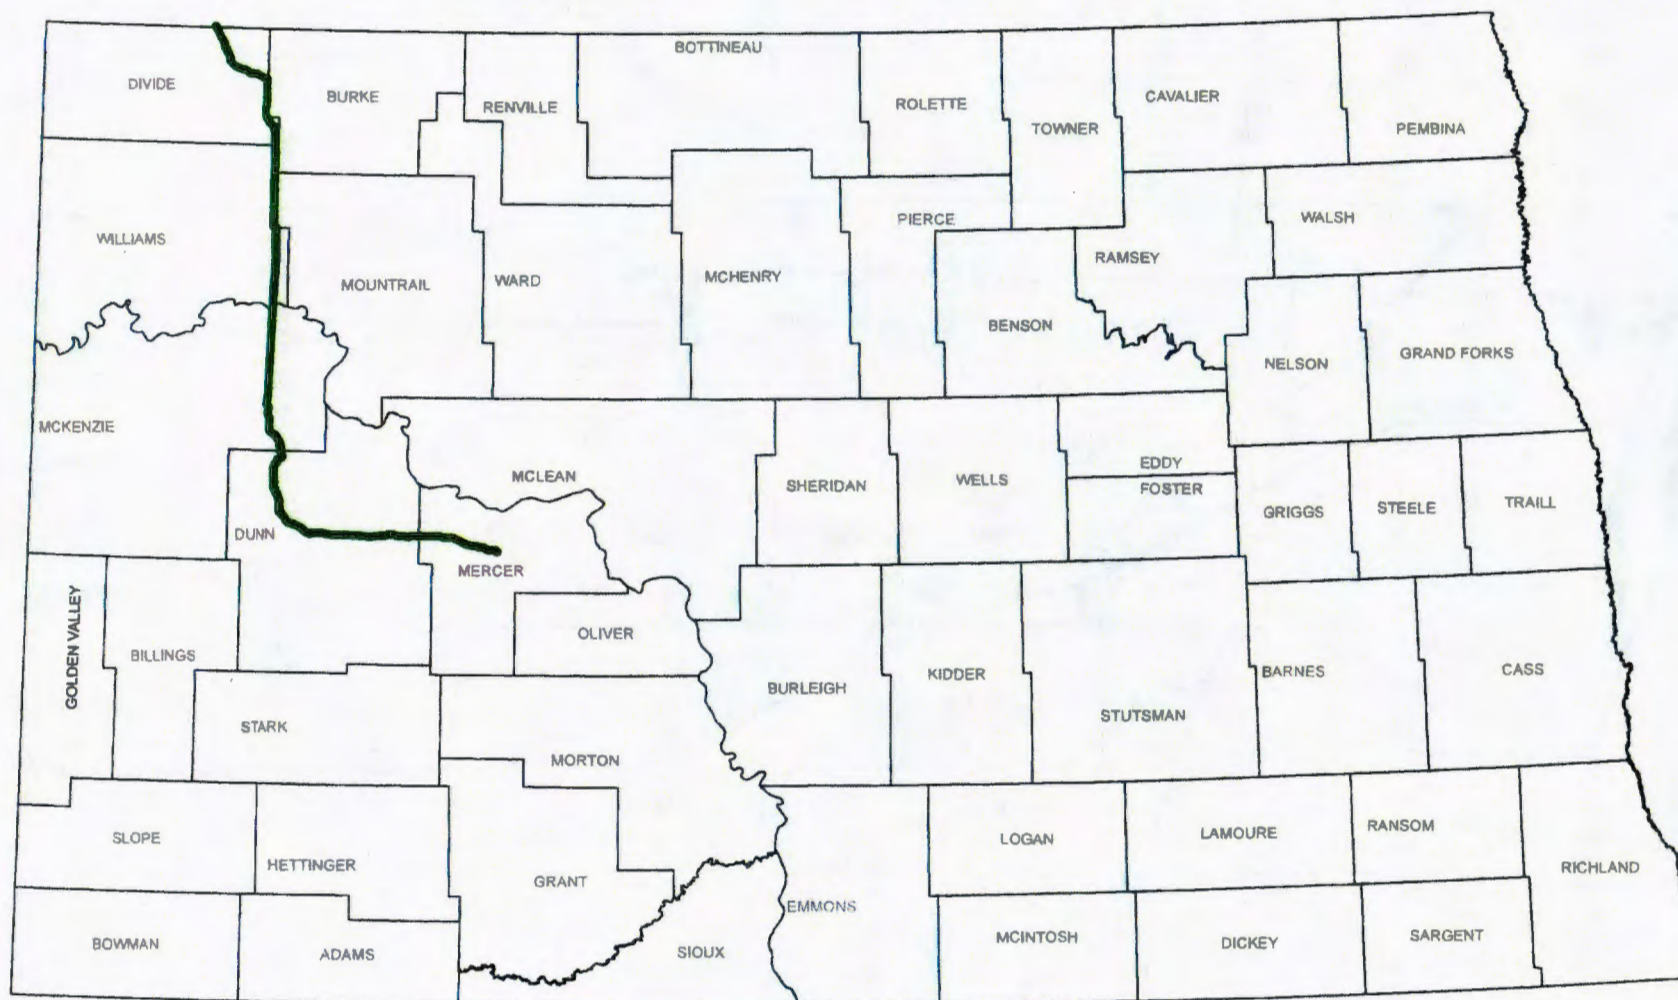 BOTTINEAU
DIVIDE
BURKE
RENVILLE
ROLETTE
TOWNER
CAVALIER
PEMBINA
WILLIAMS
MOUNTRAIL
WARD
MCHENRY
PIERCE
BENSON
RAMSEY
WALSH
NELSON
GRAND FORKS
MCKENZIE
MCLEAN
SHERIDAN
WELLS
EDDY
FOSTER
GRIGGS
STEELE
TRAILL
DUNN
MERCER
OLIVER
GOLDEN VALLEY
BILLINGS
STARK
MORTON
BURLEIGH
KIDDER
STUTSMAN
BARNES
CASS
SLOPE
HETTINGER
GRANT
EMMONS
LOGAN
LAMOURE
RANSOM
RICHLAND
BOWMAN
ADAMS
SIOUX
MCINTOSH
DICKEY
SARGENT